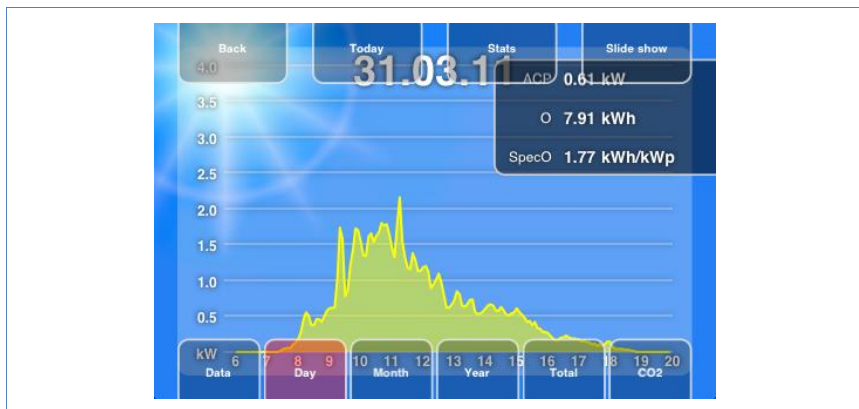 Back Today Stats Slide show
31.03.11
ACP 0.61 kW
O 7.91 kWh
SpecO 1.77 kWh/kWp
4.0
3.5
3.0
2.5
2.0
1.5
1.0
0.5
kW 6 7 8 9 10 11 12 13 14 15 16 17 18 19 20
Data Day Month Year Total CO2